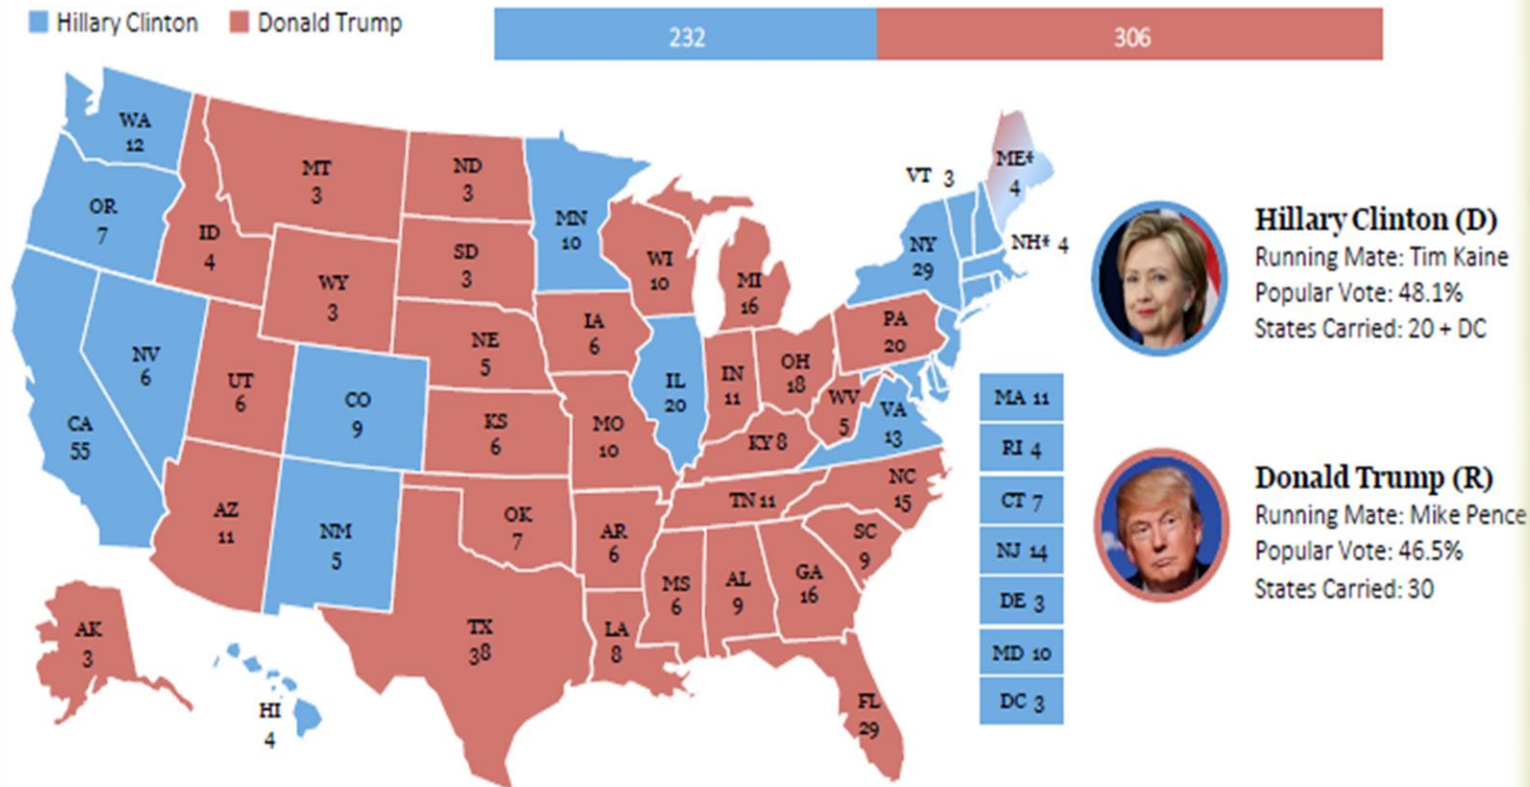 Hillary Clinton
Donald Trump
232
306
WA
12
OR
7
CA
55
NV
6
ID
4
MT
3
WY
3
UT
6
AZ
11
CO
9
NM
5
ND
3
SD
3
NE
5
KS
6
OK
7
TX
38
MN
10
IA
6
MO
10
AR
6
LA
8
WI
10
IL
20
MI
16
IN
11
OH
18
KY 8
TN 11
MS
6
AL
9
GA
16
FL
29
SC
9
NC
15
VA
13
WV
5
PA
20
NY
29
VT 3
ME*
4
NH* 4
MA 11
RI 4
CT 7
NJ 14
DE 3
MD 10
DC 3
AK
3
HI
4
Hillary Clinton (D)
Running Mate: Tim Kaine
Popular Vote: 48.1%
States Carried: 20 + DC
Donald Trump (R)
Running Mate: Mike Pence
Popular Vote: 46.5%
States Carried: 30